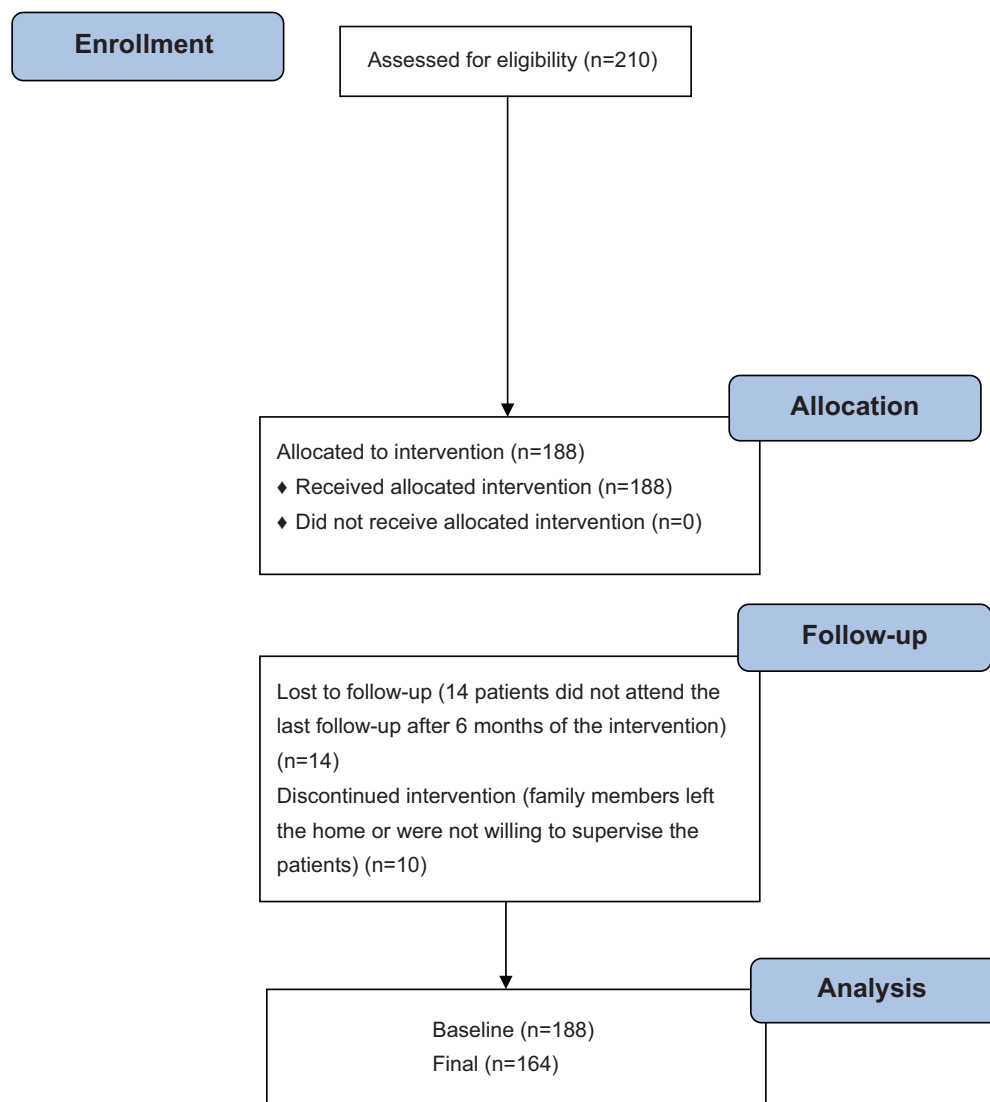 Enrollment
Assessed for eligibility (n=210)
Allocation
Allocated to intervention (n=188)
♦ Received allocated intervention (n=188)
♦ Did not receive allocated intervention (n=0)
Follow-up
Lost to follow-up (14 patients did not attend the
last follow-up after 6 months of the intervention)
(n=14)
Discontinued intervention (family members left
the home or were not willing to supervise the
patients) (n=10)
Analysis
Baseline (n=188)
Final (n=164)